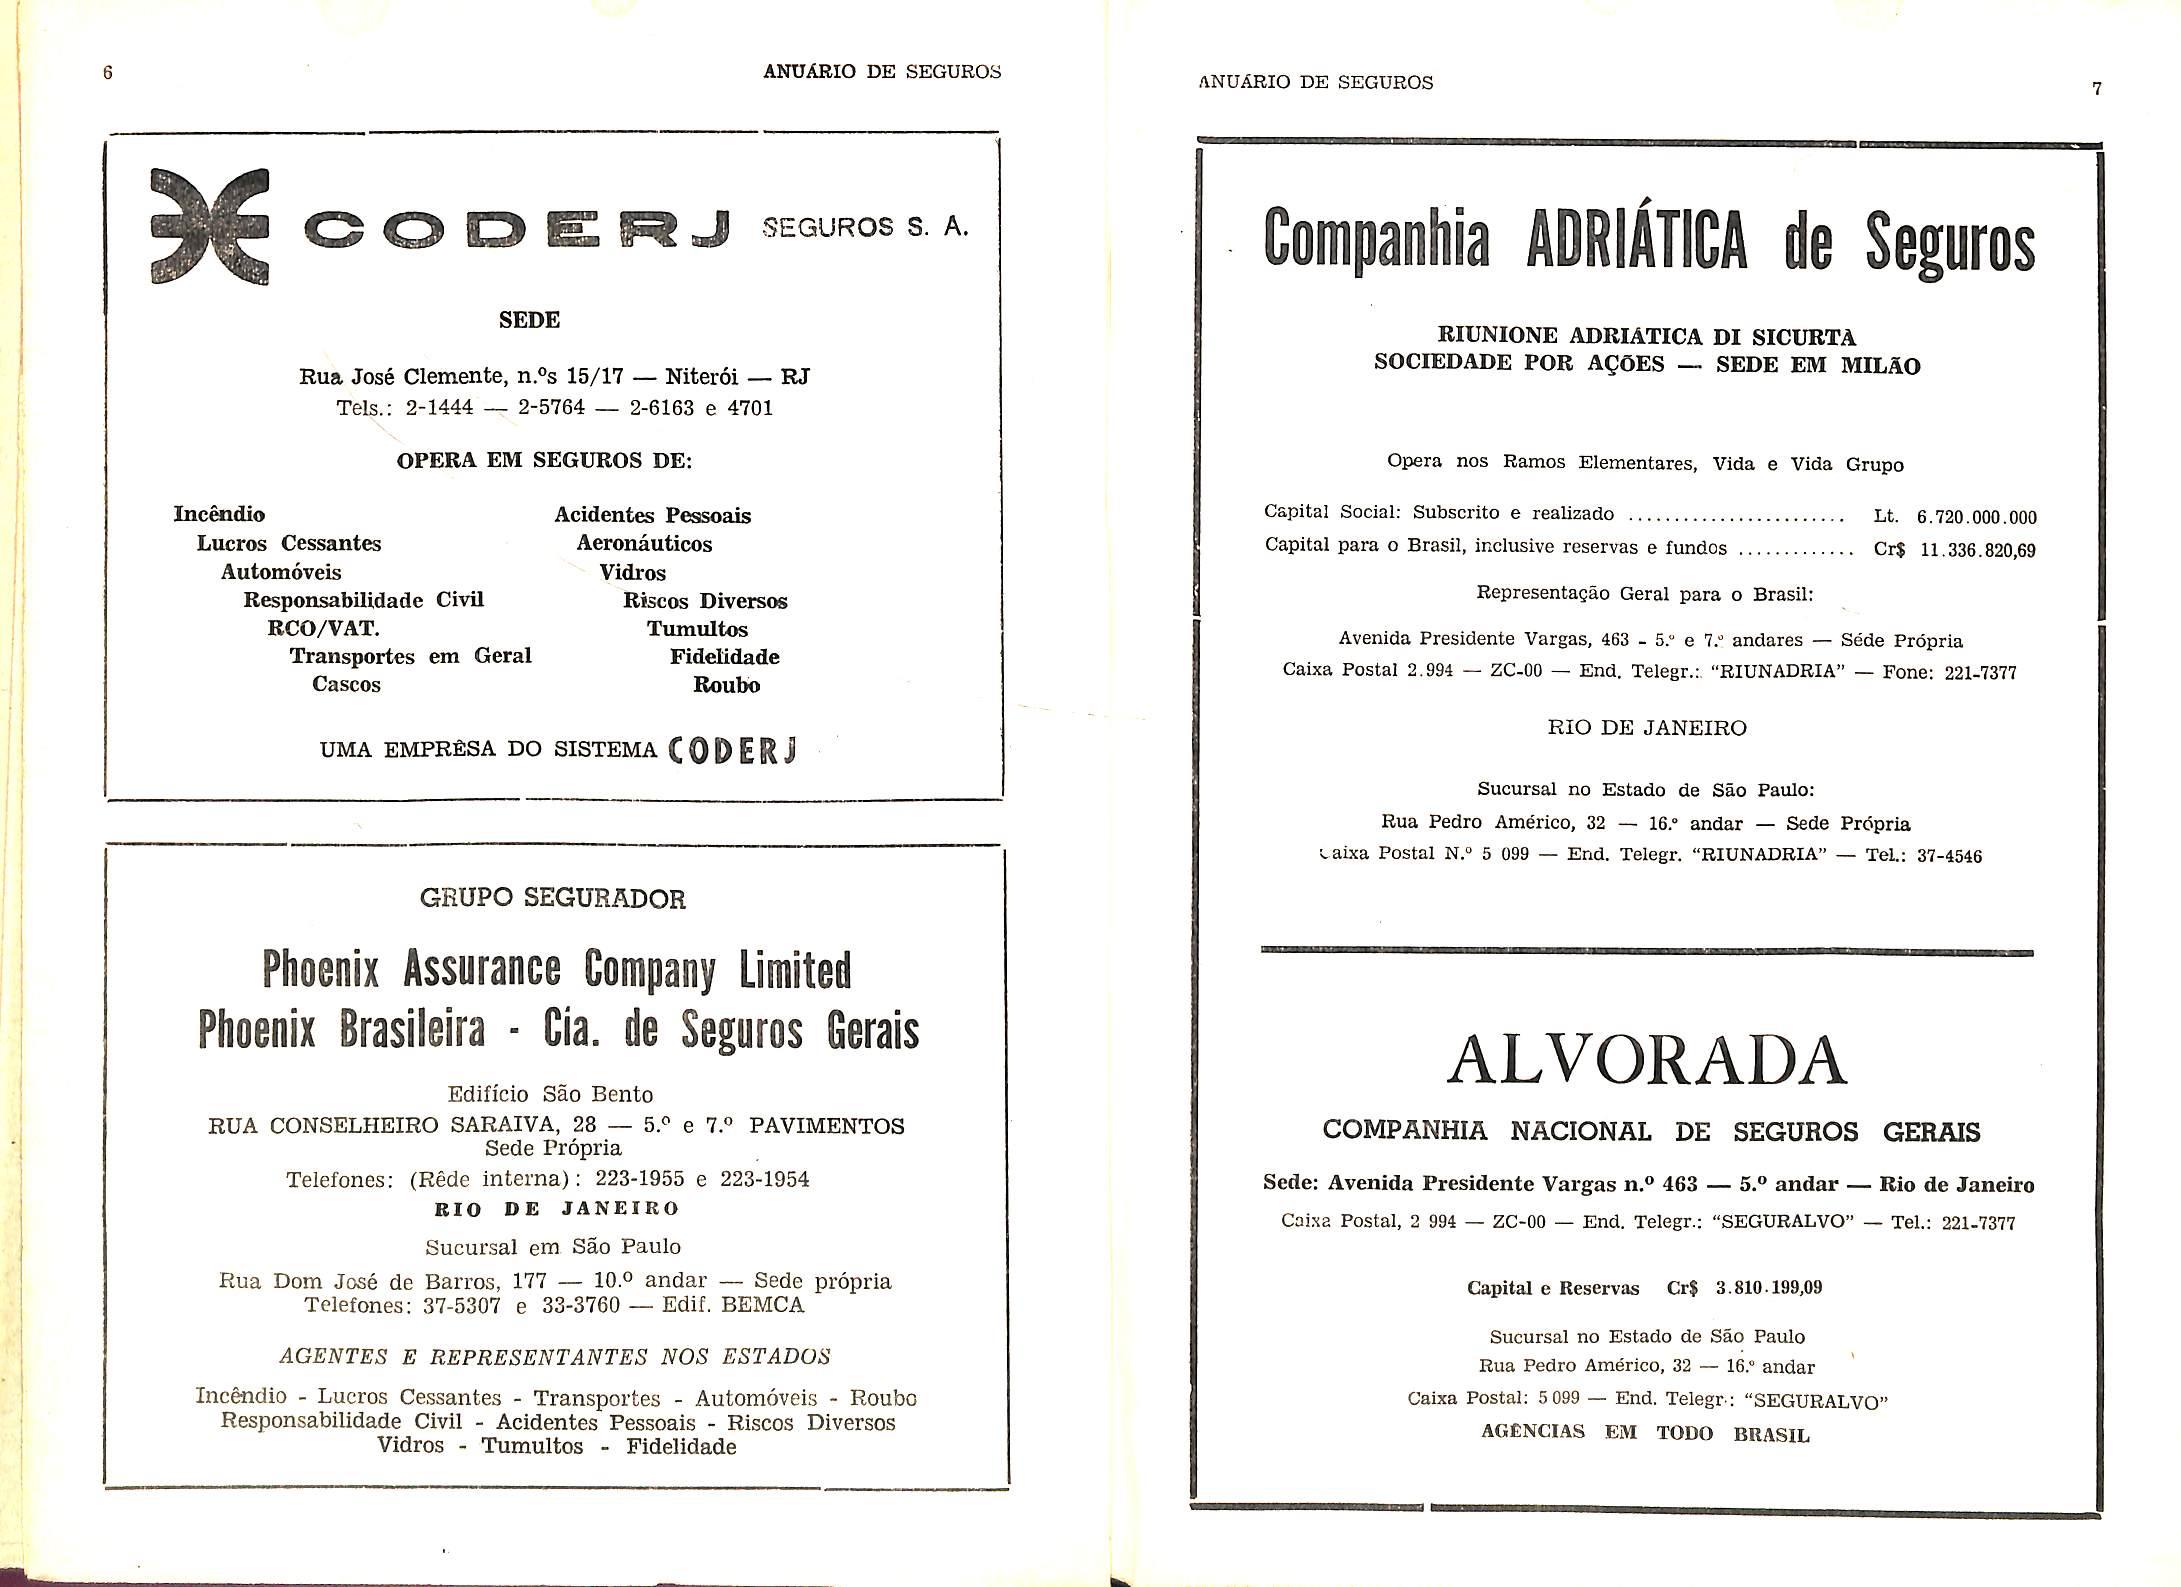 6
ANUÁRIO DE SEGUROS
CODERJ SEGUROS S. A.
SEDE
Rua José Clemente, n.ºs 15/17 — Niterói — RJ
Tels.: 2-1444 — 2-5764 — 2-6163 e 4701
OPERA EM SEGUROS DE:
Incêndio
Lucros Cessantes
Automóveis
Responsabilidade Civil
RCO/VAT.
Transportes em Geral
Cascos
Acidentes Pessoais
Aeronáuticos
Vidros
Riscos Diversos
Tumultos
Fidelidade
Roubo
UMA EMPRÊSA DO SISTEMA CODERJ
GRUPO SEGURADOR
Phoenix Assurance Company Limited
Phoenix Brasileira - Cia. de Seguros Gerais
Edifício São Bento
RUA CONSELHEIRO SARAIVA, 28 — 5.º e 7.º PAVIMENTOS
Sede Própria
Telefones: (Rêde interna): 223-1955 e 223-1954
RIO DE JANEIRO
Sucursal em São Paulo
Rua Dom José de Barros, 177 — 10.º andar — Sede própria
Telefones: 37-5307 e 33-3760 — Edif. BEMCA
AGENTES E REPRESENTANTES NOS ESTADOS
Incêndio - Lucros Cessantes - Transportes - Automóveis - Roubo
Responsabilidade Civil - Acidentes Pessoais - Riscos Diversos
Vidros - Tumultos - Fidelidade
ANUÁRIO DE SEGUROS
7
Companhia ADRIÁTICA de Seguros
RIUNIONE ADRIÁTICA DI SICURTA
SOCIEDADE POR AÇÕES — SEDE EM MILÃO
Opera nos Ramos Elementares, Vida e Vida Grupo
Capital Social: Subscrito e realizado ........................ Lt. 6.720.000.000
Capital para o Brasil, inclusive reservas e fundos ............. Cr$ 11.336.820,69
Representação Geral para o Brasil:
Avenida Presidente Vargas, 463 - 5.º e 7.º andares — Séde Própria
Caixa Postal 2.994 — ZC-00 — End. Telegr.: "RIUNADRIA" — Fone: 221-7377
RIO DE JANEIRO
Sucursal no Estado de São Paulo:
Rua Pedro Américo, 32 — 16.º andar — Sede Própria
Caixa Postal N.º 5 099 — End. Telegr. "RIUNADRIA" — Tel.: 37-4546
ALVORADA
COMPANHIA NACIONAL DE SEGUROS GERAIS
Sede: Avenida Presidente Vargas n.º 463 — 5.º andar — Rio de Janeiro
Caixa Postal, 2 994 — ZC-00 — End. Telegr.: "SEGURALVO" — Tel.: 221-7377
Capital e Reservas Cr$ 3.810.199,09
Sucursal no Estado de São Paulo
Rua Pedro Américo, 32 — 16.º andar
Caixa Postal: 5 099 — End. Telegr.: "SEGURALVO"
AGÊNCIAS EM TODO BRASIL